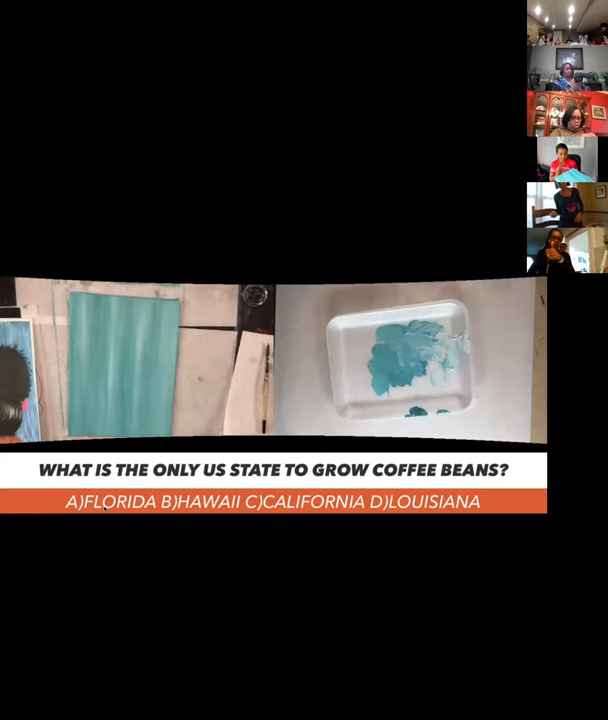 WHAT IS THE ONLY US STATE TO GROW COFFEE BEANS?
A)FLORIDA B)HAWAII C)CALIFORNIA D)LOUISIANA